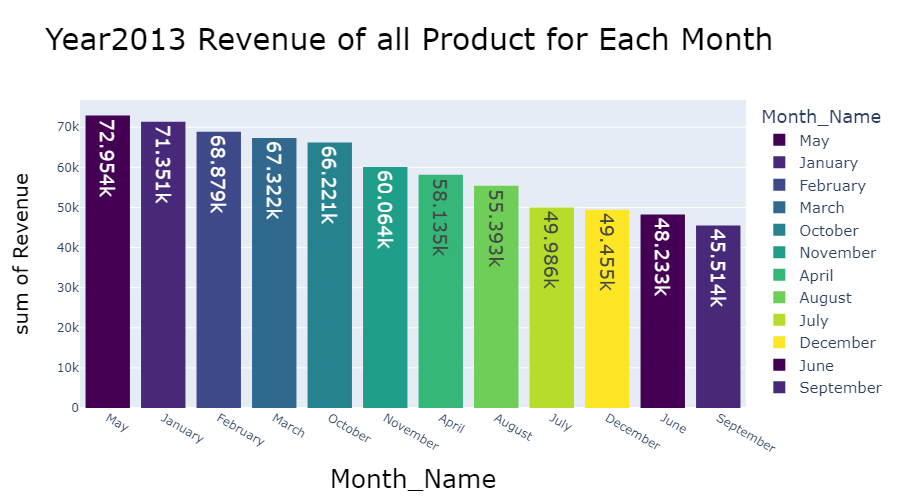 Year2013 Revenue of all Product for Each Month
sum of Revenue
70k
60k
50k
40k
30k
20k
10k
0
72.954k
71.351k
68.879k
67.322k
66.221k
60.064k
58.135k
55.393k
49.986k
49.455k
48.233k
45.514k
May
January
February
March
October
November
April
August
July
December
June
September
Month_Name
Month_Name
May
January
February
March
October
November
April
August
July
December
June
September